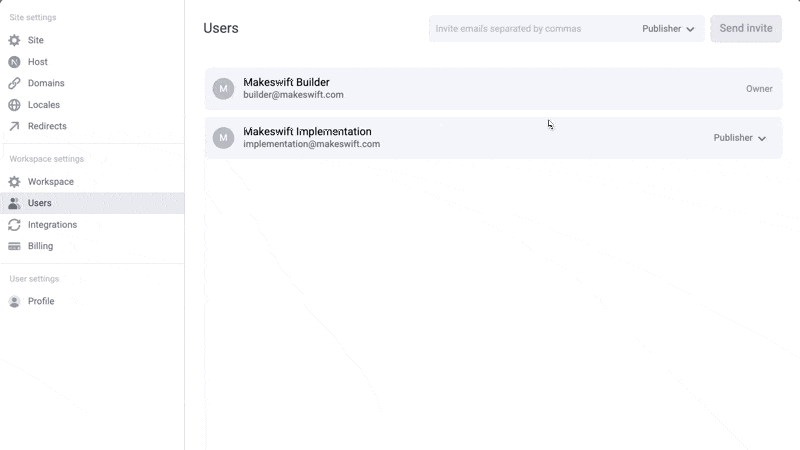 Site settings
Site
Host
Domains
Locales
Redirects
Workspace settings
Workspace
Users
Integrations
Billing
User settings
Profile
Users
Invite emails separated by commas
Publisher
Send invite
M
Makeswift Builder
builder@makeswift.com
Owner
M
Makeswift Implementation
implementation@makeswift.com
Publisher